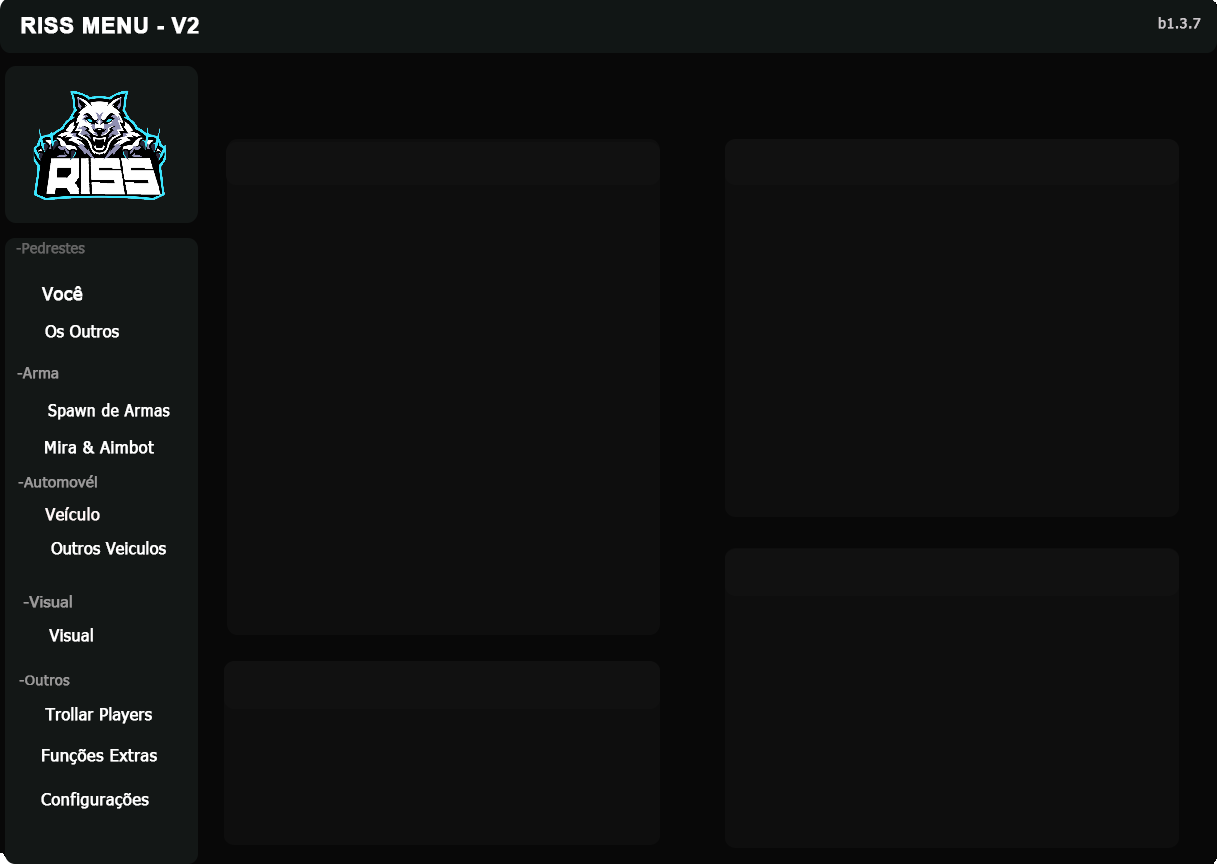 RISS MENU - V2
b1.3.7
RISS
-Pedrestes
Você
Os Outros
-Arma
Spawn de Armas
Mira & Aimbot
-Automovél
Veículo
Outros Veiculos
-Visual
Visual
-Outros
Trollar Players
Funções Extras
Configurações